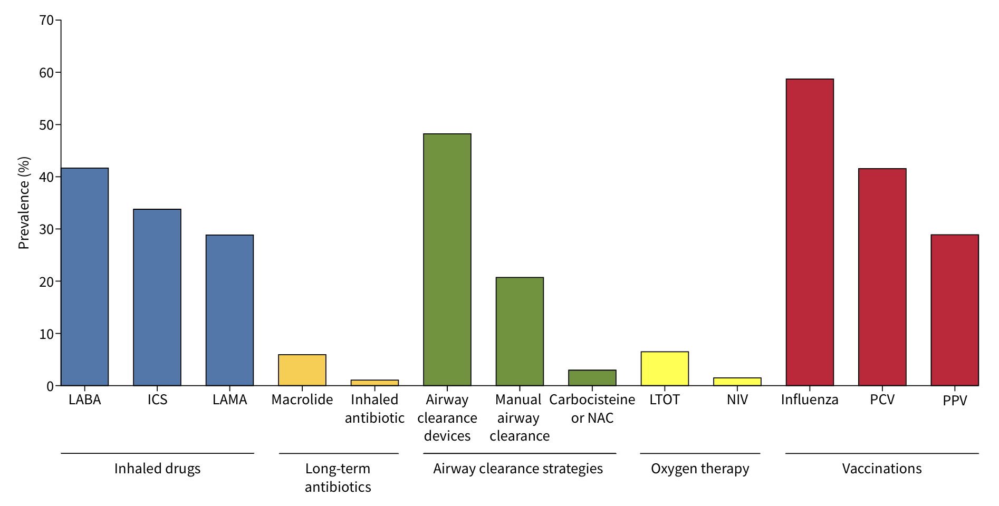 70
60
50
40
30
20
10
0
Prevalence (%)
LABA
ICS
LAMA
Macrolide
Inhaled
antibiotic
Airway
clearance
devices
Manual
airway
clearance
Carbocisteine
or NAC
LTOT
NIV
Influenza
PCV
PPV
Inhaled drugs
Long-term
antibiotics
Airway clearance strategies
Oxygen therapy
Vaccinations